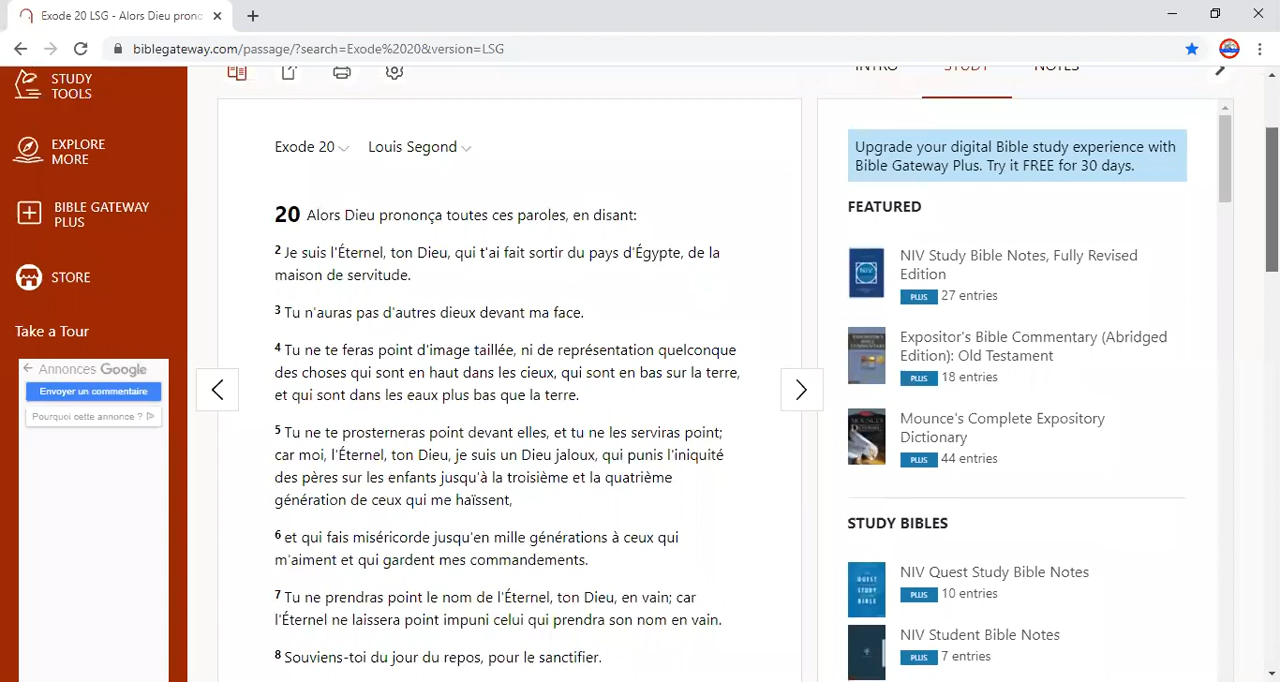 Exode 20 LSG - Alors Dieu prono
biblegateway.com/passage/?search=Exode%2020&version=LSG
STUDY
TOOLS
EXPLORE
MORE
BIBLE GATEWAY
PLUS
STORE
Take a Tour
Annonces Google
Envoyer un commentaire
Pourquoi cette annonce ?
Exode 20
Louis Segond
20 Alors Dieu prononça toutes ces paroles, en disant:
2 Je suis l'Éternel, ton Dieu, qui t'ai fait sortir du pays d'Égypte, de la
maison de servitude.
3 Tu n'auras pas d'autres dieux devant ma face.
4 Tu ne te feras point d'image taillée, ni de représentation quelconque
des choses qui sont en haut dans les cieux, qui sont en bas sur la terre,
et qui sont dans les eaux plus bas que la terre.
5 Tu ne te prosterneras point devant elles, et tu ne les serviras point;
car moi, l'Éternel, ton Dieu, je suis un Dieu jaloux, qui punis l'iniquité
des pères sur les enfants jusqu'à la troisième et la quatrième
génération de ceux qui me haïssent,
6 et qui fais miséricorde jusqu'en mille générations à ceux qui
m'aiment et qui gardent mes commandements.
7 Tu ne prendras point le nom de l'Éternel, ton Dieu, en vain; car
l'Éternel ne laissera point impuni celui qui prendra son nom en vain.
8 Souviens-toi du jour du repos, pour le sanctifier.
INTRO STUDY NOTES
Upgrade your digital Bible study experience with
Bible Gateway Plus. Try it FREE for 30 days.
FEATURED
NIV Study Bible Notes, Fully Revised
Edition
PLUS 27 entries
Expositor's Bible Commentary (Abridged
Edition): Old Testament
PLUS 18 entries
Mounce's Complete Expository
Dictionary
PLUS 44 entries
STUDY BIBLES
NIV Quest Study Bible Notes
PLUS 10 entries
NIV Student Bible Notes
PLUS 7 entries